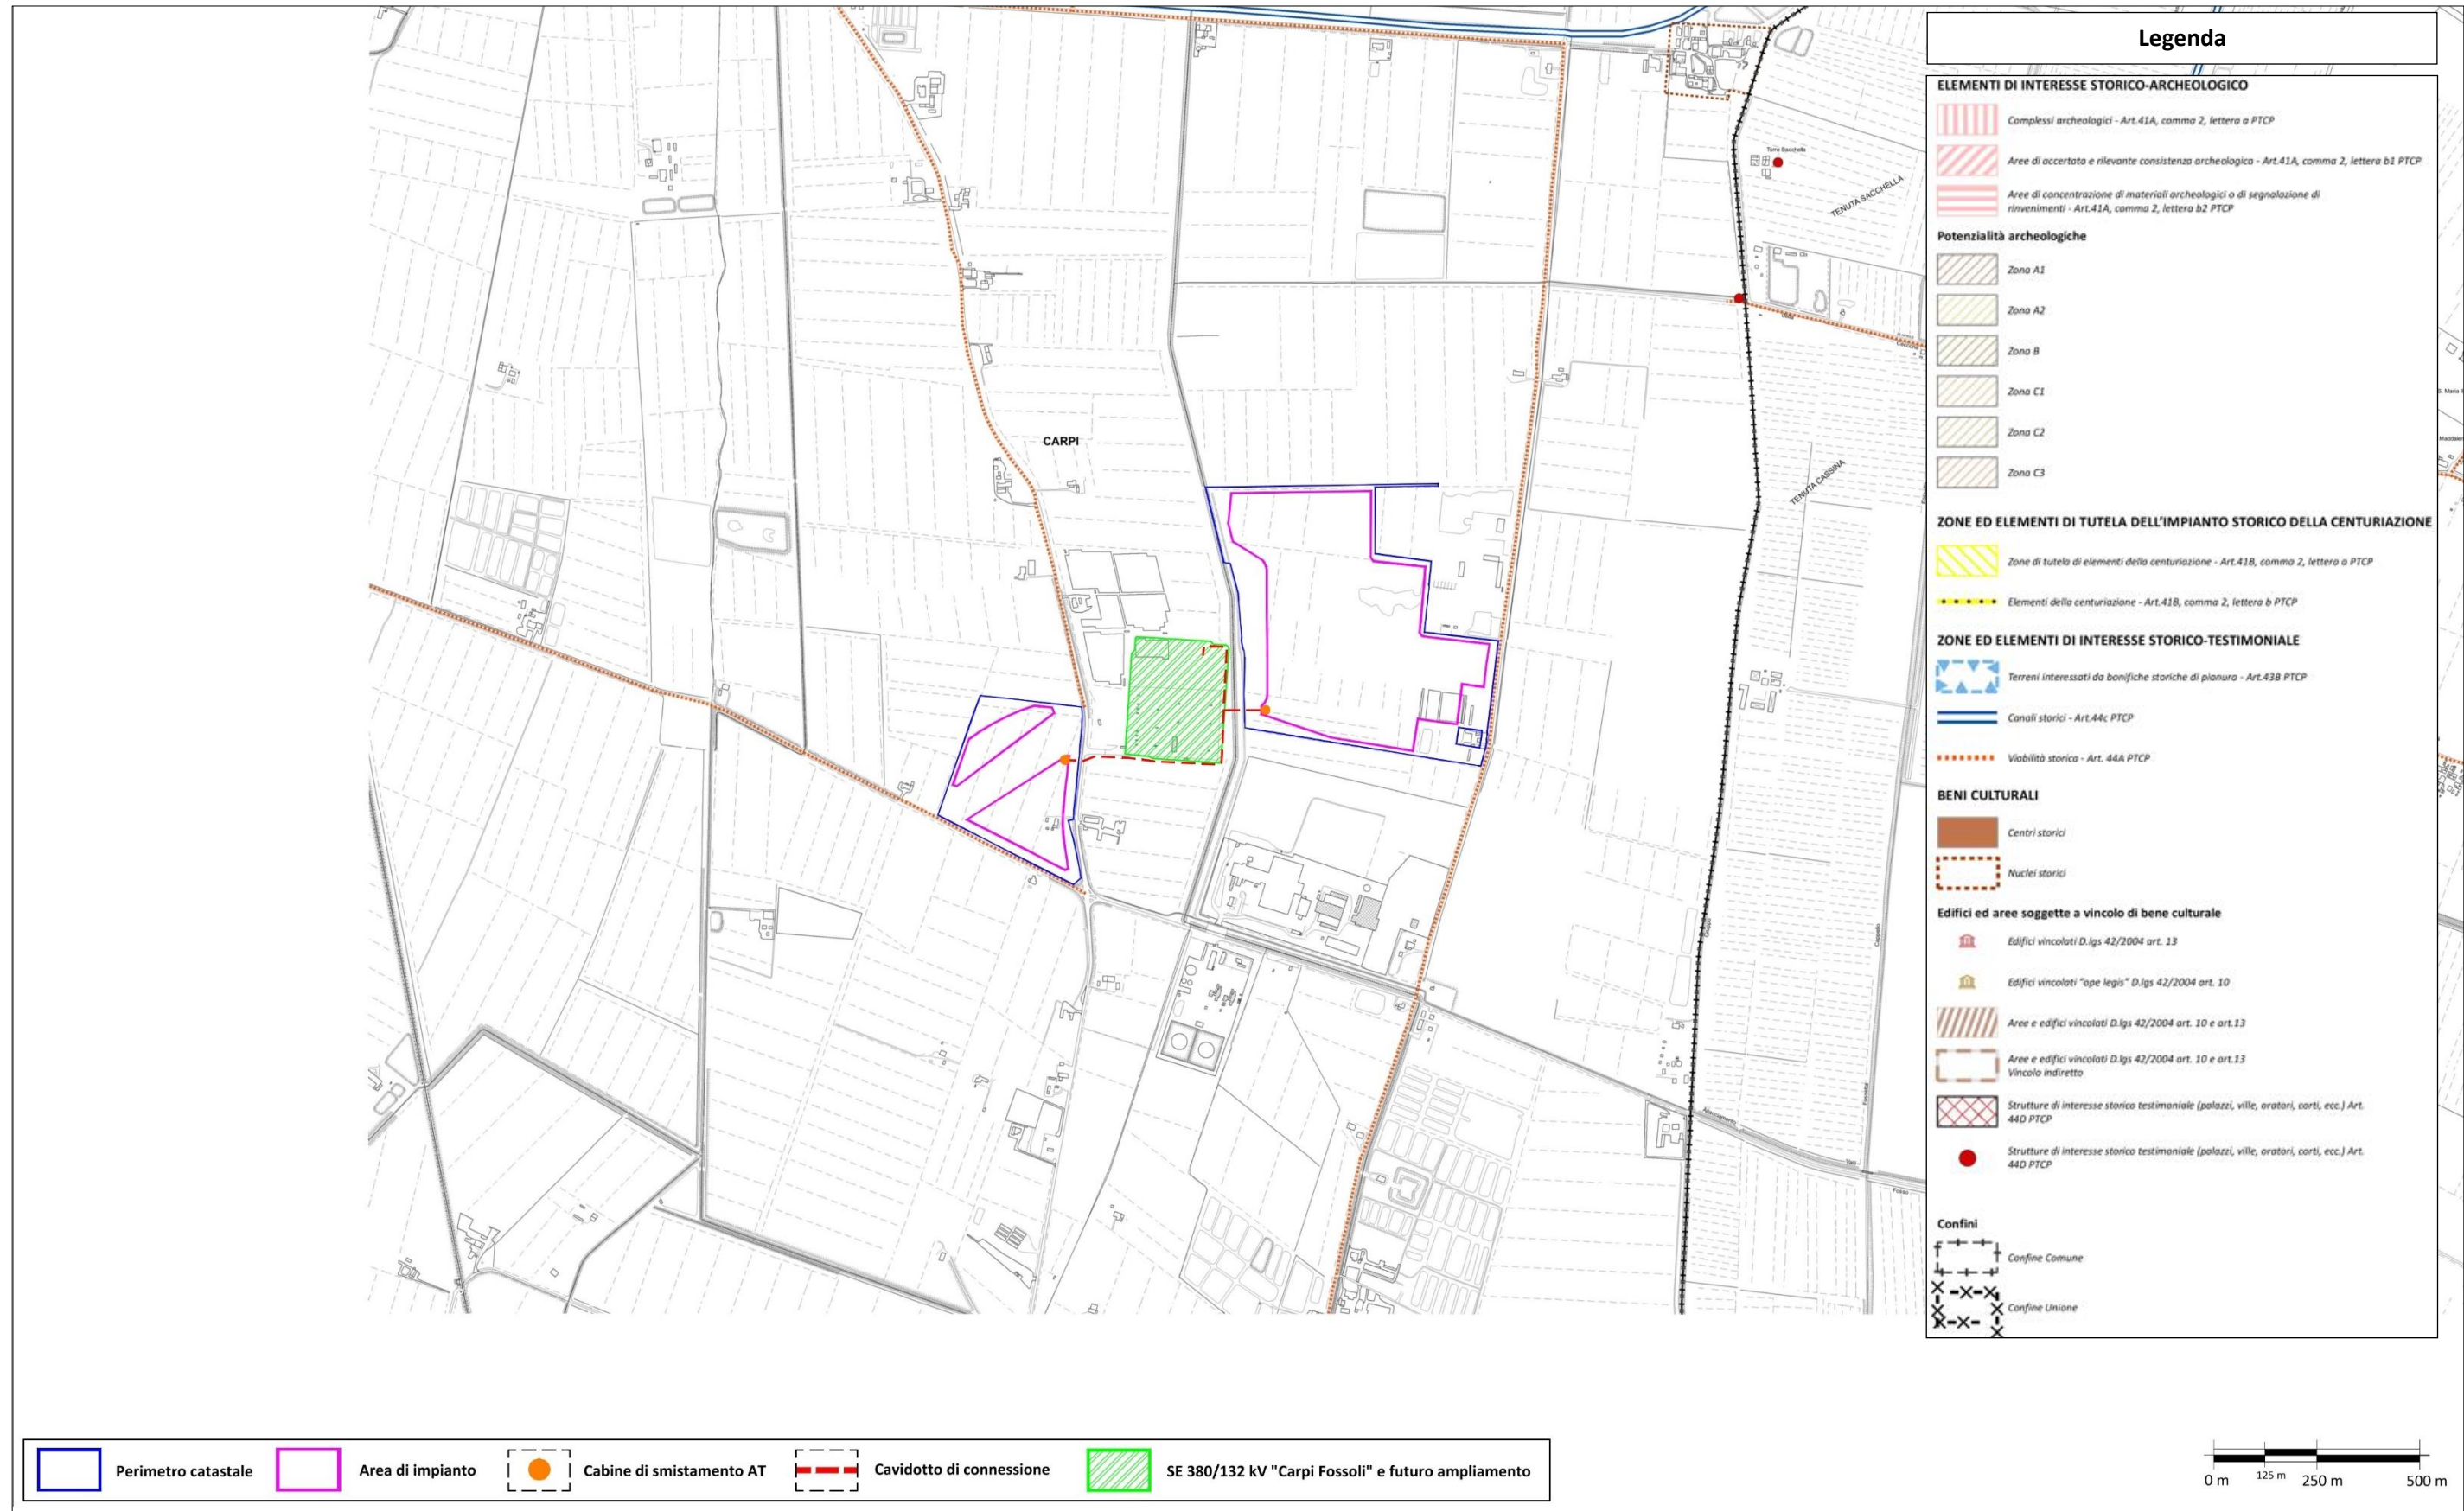 Legenda
ELEMENTI DI INTERESSE STORICO-ARCHEOLOGICO
Complessi archeologici - Art.41A, comma 2, lettera a PTCP
Aree di accertata e rilevante consistenza archeologica - Art.41A, comma 2, lettera b1 PTCP
Aree di concentrazione di materiali archeologici o di segnalazione di
rinvenimenti - Art.41A, comma 2, lettera b2 PTCP
Potenzialità archeologiche
Zona A1
Zona A2
Zona B
Zona C1
Zona C2
Zona C3
ZONE ED ELEMENTI DI TUTELA DELL'IMPIANTO STORICO DELLA CENTURIAZIONE
Zone di tutela di elementi della centuriazione - Art.41B, comma 2, lettera a PTCP
Elementi della centuriazione - Art.41B, comma 2, lettera b PTCP
ZONE ED ELEMENTI DI INTERESSE STORICO-TESTIMONIALE
Terreni interessati da bonifiche storiche di pianura - Art.43B PTCP
Canali storici - Art.44c PTCP
Viabilità storica - Art. 44A PTCP
BENI CULTURALI
Centri storici
Nuclei storici
Edifici ed aree soggette a vincolo di bene culturale
Edifici vincolati D.lgs 42/2004 art. 13
Edifici vincolati "ope legis" D.lgs 42/2004 art. 10
Aree e edifici vincolati D.lgs 42/2004 art. 10 e art.13
Aree e edifici vincolati D.lgs 42/2004 art. 10 e art.13
Vincolo indiretto
Strutture di interesse storico testimoniale (palazzi, ville, oratori, corti, ecc.) Art.
44D PTCP
Strutture di interesse storico testimoniale (palazzi, ville, oratori, corti, ecc.) Art.
44D PTCP
Confini
Confine Comune
Confine Unione
Torre Sacchella
TENUTA SACCHELLA
CARPI
TENUTA CASSINA
S. Maria
Gruppo
Cappello
Fossetta
Allacciamento
Fosso
Perimetro catastale
Area di impianto
Cabine di smistamento AT
Cavidotto di connessione
SE 380/132 kV "Carpi Fossoli" e futuro ampliamento
0 m
125 m
250 m
500 m